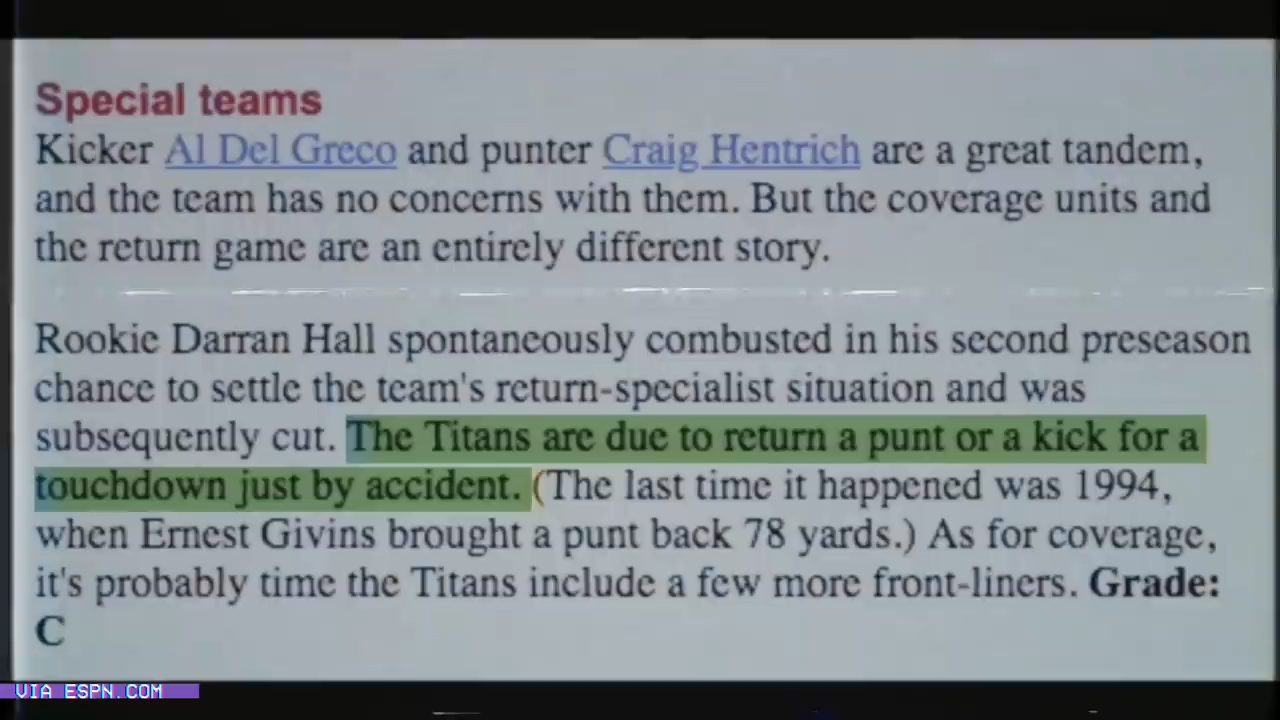 Special teams
Kicker Al Del Greco and punter Craig Hentrich are a great tandem,
and the team has no concerns with them. But the coverage units and
the return game are an entirely different story.
Rookie Darran Hall spontaneously combusted in his second preseason
chance to settle the team's return-specialist situation and was
subsequently cut. The Titans are due to return a punt or a kick for a
touchdown just by accident. (The last time it happened was 1994,
when Ernest Givins brought a punt back 78 yards.) As for coverage,
it's probably time the Titans include a few more front-liners. Grade:
C
VIA ESPN.COM